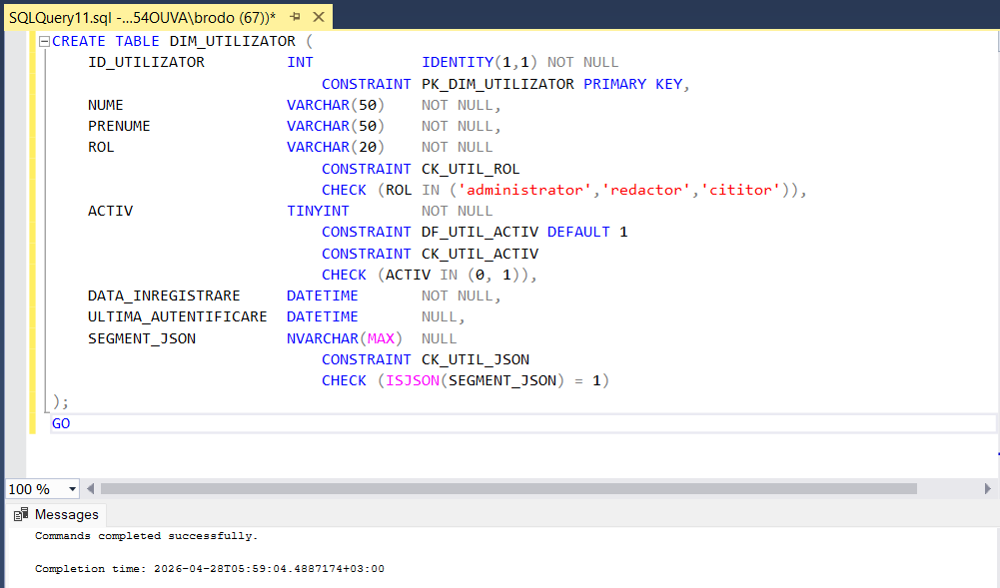 SQLQuery11.sql -...54OUVA\brodo (67))*
CREATE TABLE DIM_UTILIZATOR (
ID_UTILIZATOR INT IDENTITY(1,1) NOT NULL
CONSTRAINT PK_DIM_UTILIZATOR PRIMARY KEY,
NUME VARCHAR(50) NOT NULL,
PRENUME VARCHAR(50) NOT NULL,
ROL VARCHAR(20) NOT NULL
CONSTRAINT CK_UTIL_ROL
CHECK (ROL IN ('administrator','redactor','cititor')),
ACTIV TINYINT NOT NULL
CONSTRAINT DF_UTIL_ACTIV DEFAULT 1
CONSTRAINT CK_UTIL_ACTIV
CHECK (ACTIV IN (0, 1)),
DATA_INREGISTRARE DATETIME NOT NULL,
ULTIMA_AUTENTIFICARE DATETIME NULL,
SEGMENT_JSON NVARCHAR(MAX) NULL
CONSTRAINT CK_UTIL_JSON
CHECK (ISJSON(SEGMENT_JSON) = 1)
);
GO
100 %
Messages
Commands completed successfully.
Completion time: 2026-04-28T05:59:04.4887174+03:00